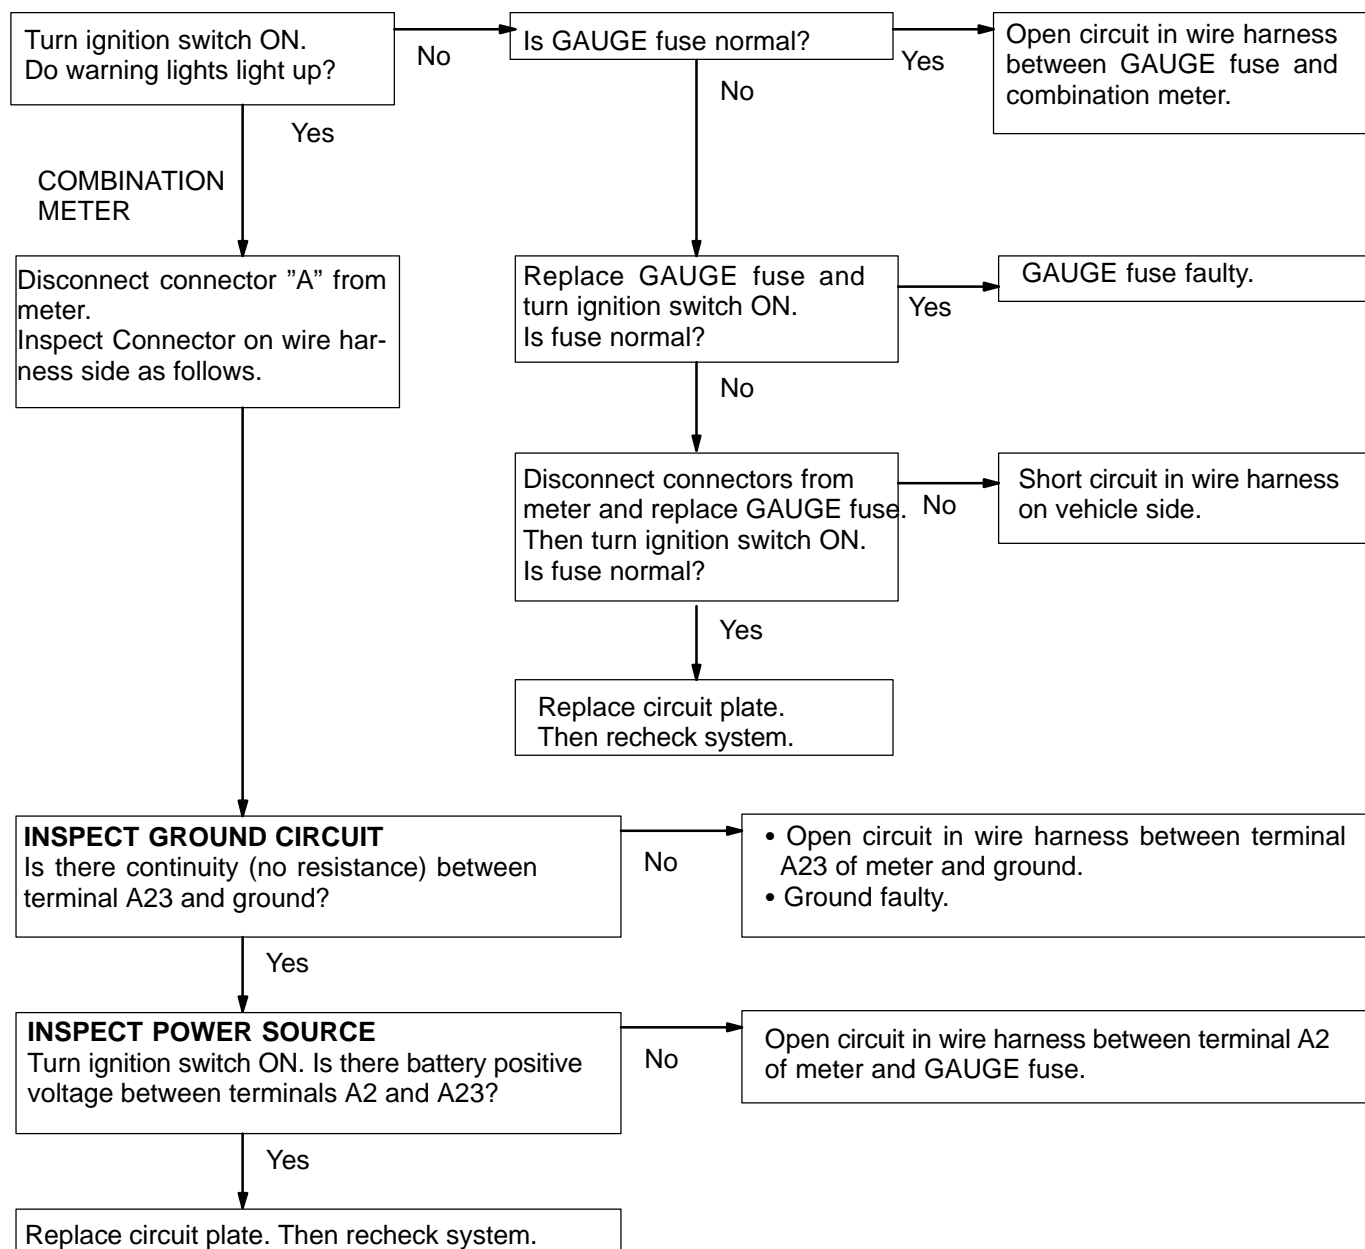 Turn ignition switch ON.
Do warning lights light up?
No
Is GAUGE fuse normal?
Yes
Open circuit in wire harness
between GAUGE fuse and
combination meter.
Yes
No
COMBINATION
METER
Disconnect connector ”A” from
meter.
Inspect Connector on wire har-
ness side as follows.
Replace GAUGE fuse and
turn ignition switch ON.
Is fuse normal?
Yes
GAUGE fuse faulty.
No
Disconnect connectors from
meter and replace GAUGE fuse.
Then turn ignition switch ON.
Is fuse normal?
No
Short circuit in wire harness
on vehicle side.
Yes
Replace circuit plate.
Then recheck system.
INSPECT GROUND CIRCUIT
Is there continuity (no resistance) between
terminal A23 and ground?
No
• Open circuit in wire harness between terminal
A23 of meter and ground.
• Ground faulty.
Yes
INSPECT POWER SOURCE
Turn ignition switch ON. Is there battery positive
voltage between terminals A2 and A23?
No
Open circuit in wire harness between terminal A2
of meter and GAUGE fuse.
Yes
Replace circuit plate. Then recheck system.